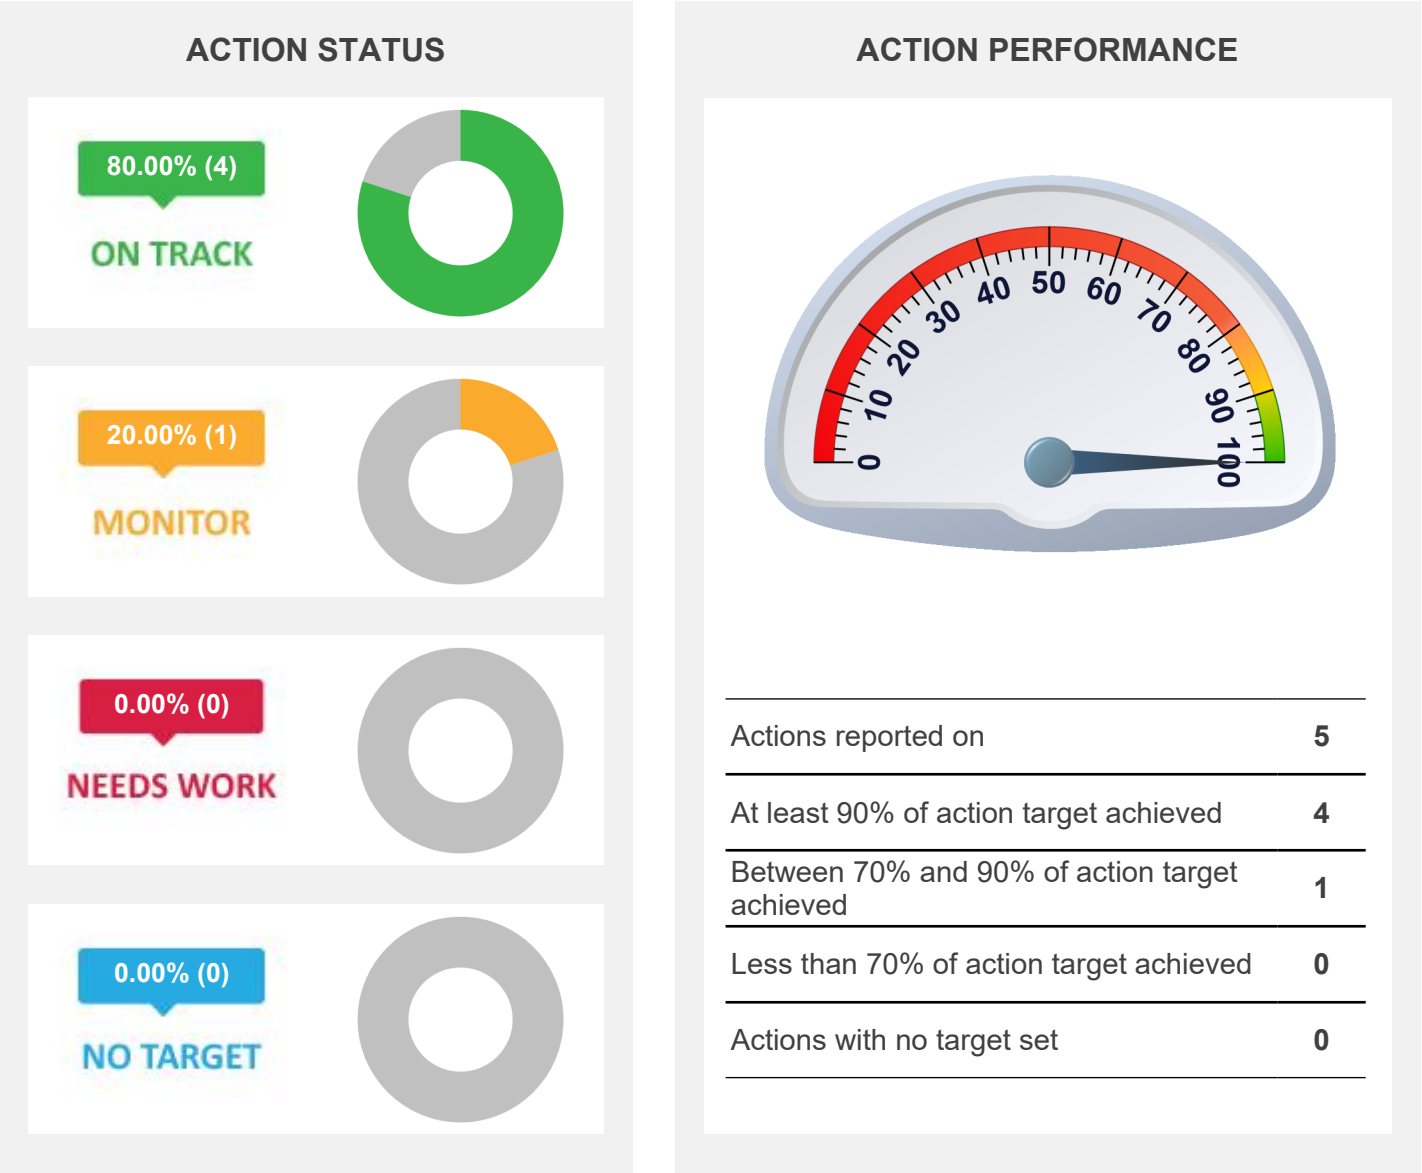 ACTION STATUS
80.00% (4)
ON TRACK
20.00% (1)
MONITOR
0.00% (0)
NEEDS WORK
0.00% (0)
NO TARGET
ACTION PERFORMANCE
0
10
20
30
40
50
60
70
80
90
100
Actions reported on 5
At least 90% of action target achieved 4
Between 70% and 90% of action target
achieved 1
Less than 70% of action target achieved 0
Actions with no target set 0